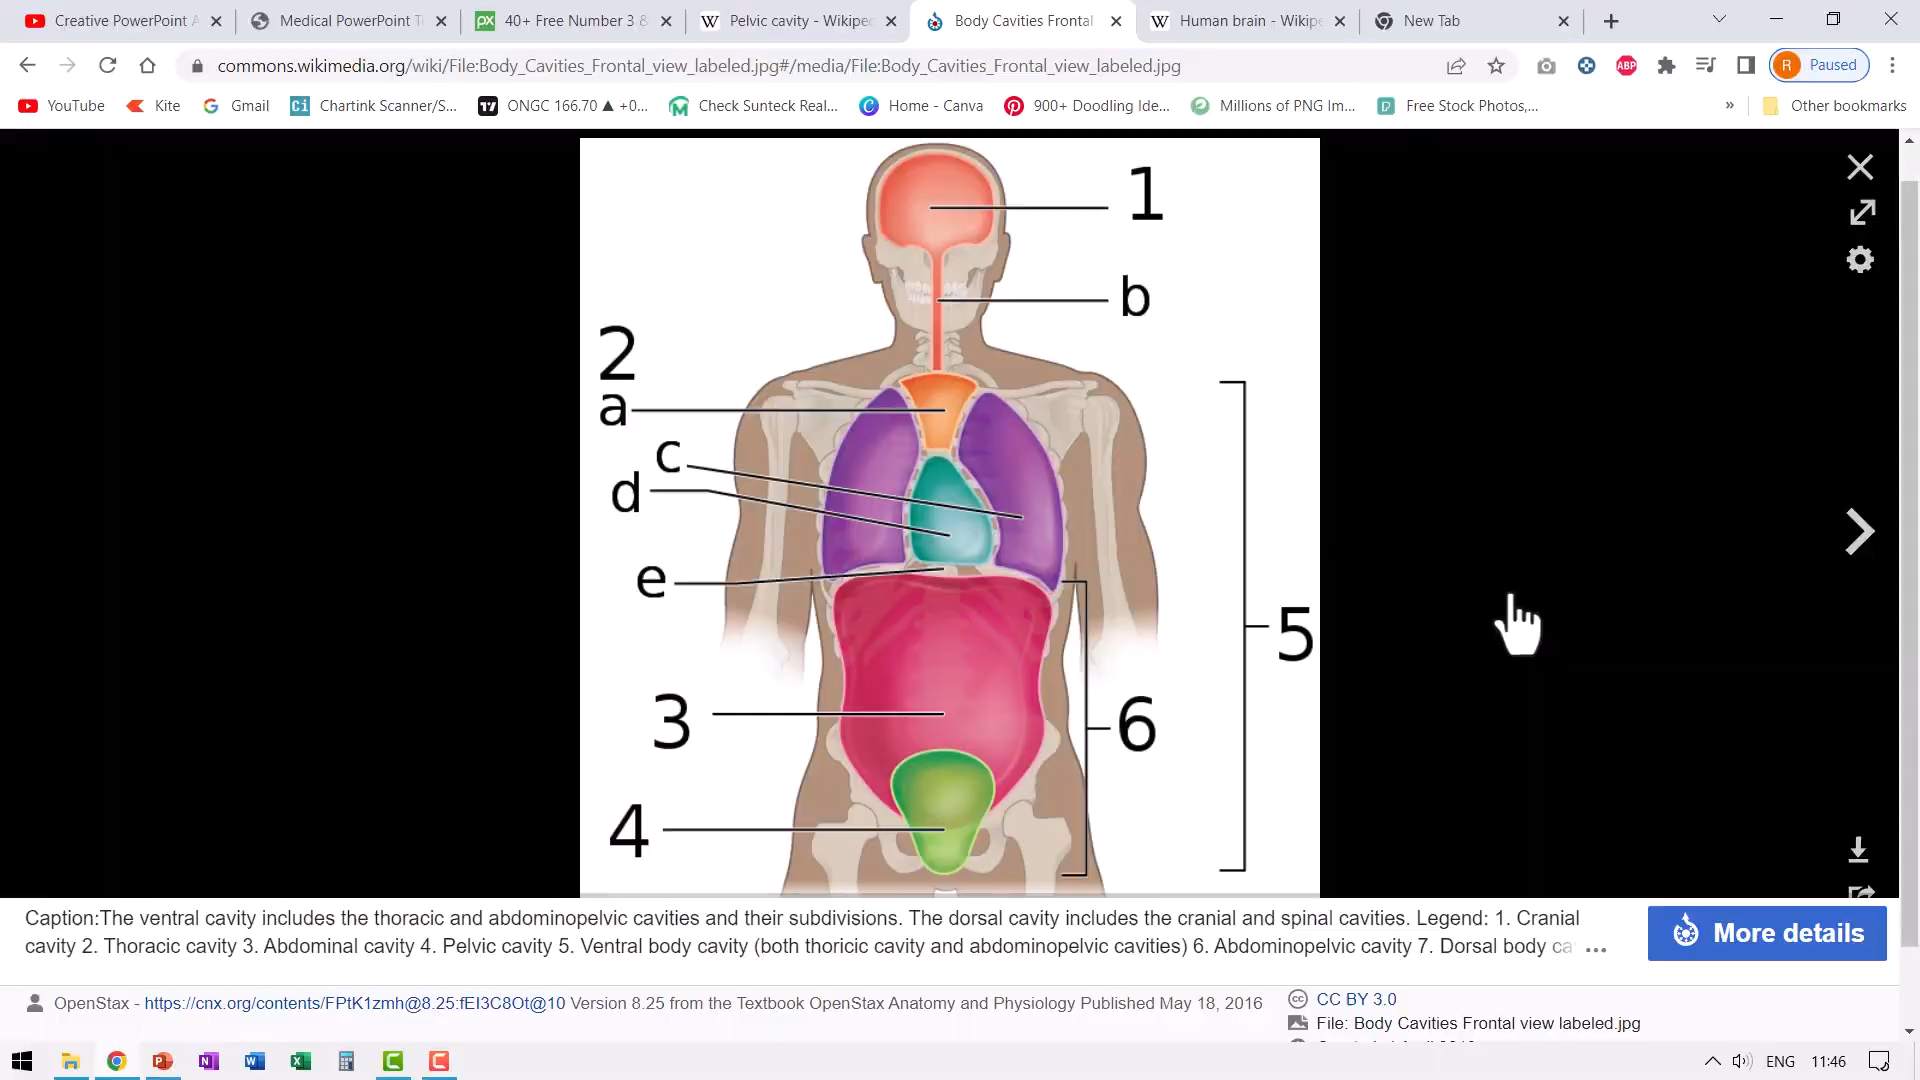 Creative PowerPoint A
Medical PowerPoint T
40+ Free Number 3 &
Pelvic cavity - Wikipe
Body Cavities Frontal
Human brain - Wikipe
New Tab
commons.wikimedia.org/wiki/File:Body_Cavities_Frontal_view_labeled.jpg#/media/File:Body_Cavities_Frontal_view_labeled.jpg
ABP
R Paused
YouTube
Kite
Gmail
Chartink Scanner/S...
ONGC 166.70 ▲ +0...
Check Sunteck Real...
Home - Canva
900+ Doodling Ide...
Millions of PNG Im...
Free Stock Photos,...
»
Other bookmarks
1
b
2
a
c
d
e
5
3
6
4
Caption:The ventral cavity includes the thoracic and abdominopelvic cavities and their subdivisions. The dorsal cavity includes the cranial and spinal cavities. Legend: 1. Cranial
cavity 2. Thoracic cavity 3. Abdominal cavity 4. Pelvic cavity 5. Ventral body cavity (both thoricic cavity and abdominopelvic cavities) 6. Abdominopelvic cavity 7. Dorsal body ca ...
More details
OpenStax - https://cnx.org/contents/FPtK1zmh@8.25:fEI3C8Ot@10 Version 8.25 from the Textbook OpenStax Anatomy and Physiology Published May 18, 2016
CC BY 3.0
File: Body Cavities Frontal view labeled.jpg
ENG
11:46